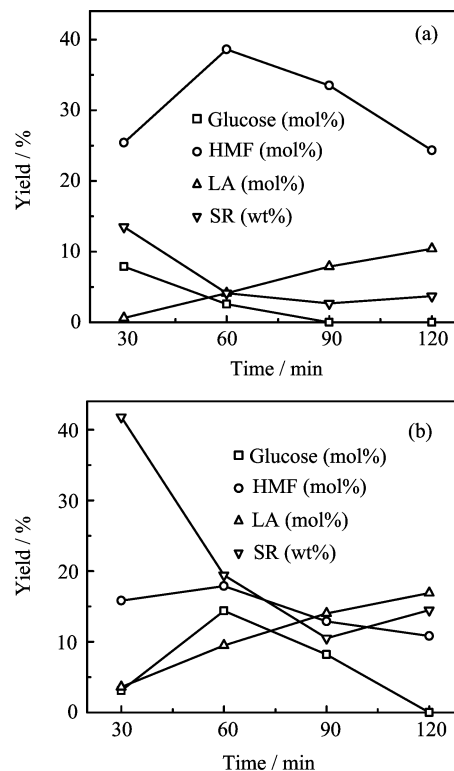 (a)
40
30
20
10
0
Yield / %
Glucose (mol%)
HMF (mol%)
LA (mol%)
SR (wt%)
30 60 90 120
Time / min
(b)
40
30
20
10
0
Yield / %
Glucose (mol%)
HMF (mol%)
LA (mol%)
SR (wt%)
30 60 90 120
Time / min